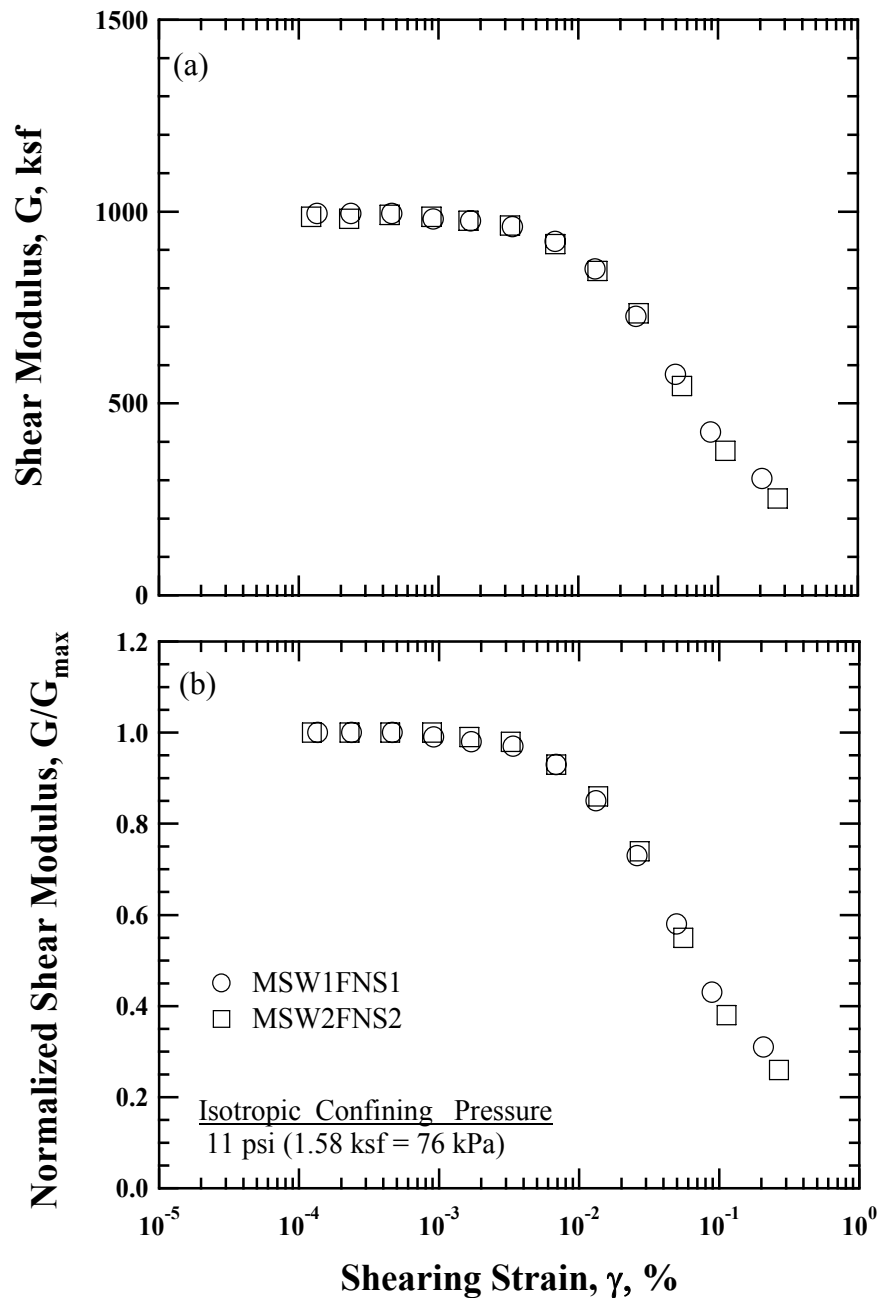 1500
(a)
1000
500
0
Shear Modulus, G, ksf
1.2
(b)
1.0
0.8
0.6
0.4
0.2
0.0
Normalized Shear Modulus, G/Gmax
MSW1FNS1
MSW2FNS2
Isotropic Confining Pressure
11 psi (1.58 ksf = 76 kPa)
10-5 10-4 10-3 10-2 10-1 100
Shearing Strain, γ, %